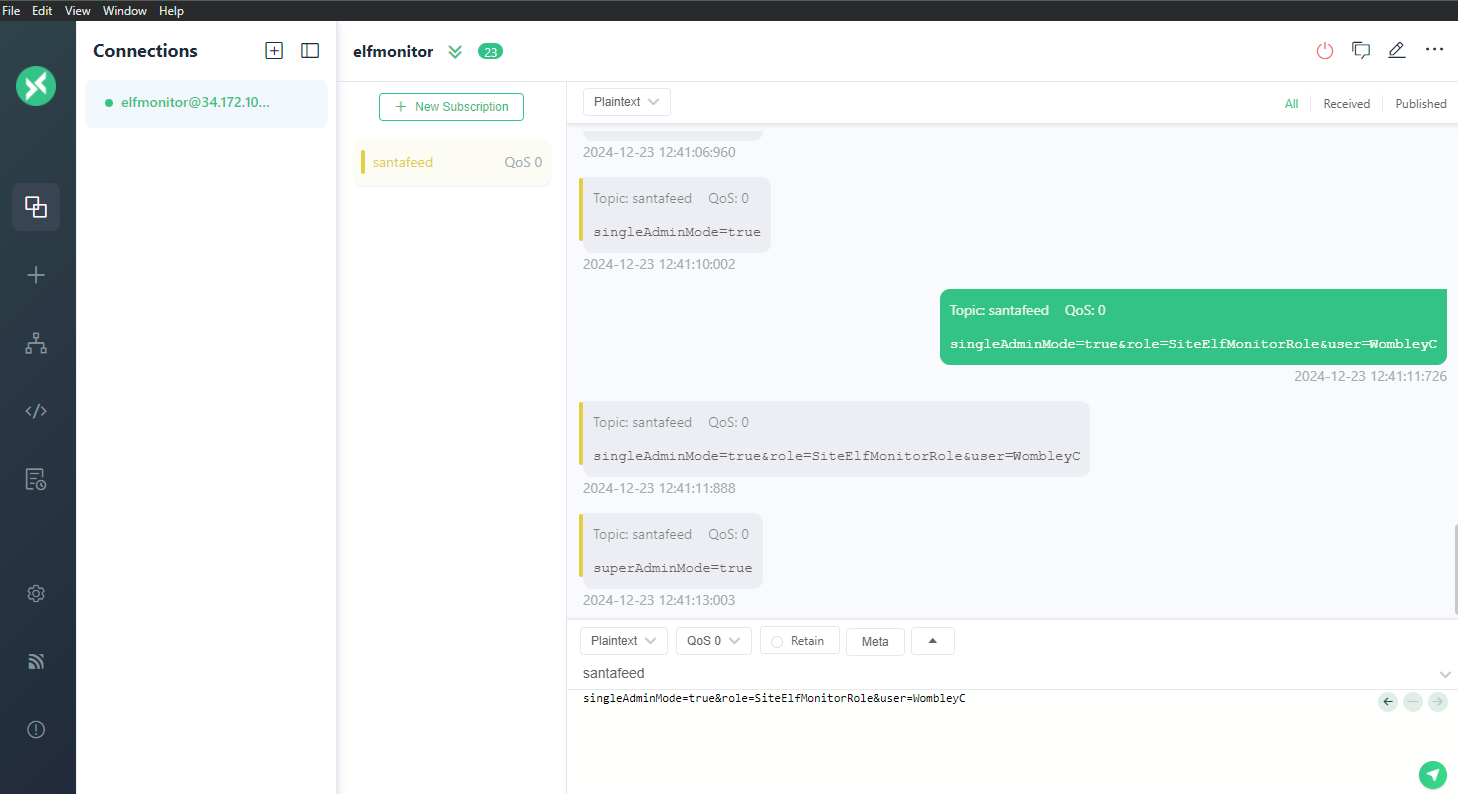 File Edit View Window Help
Connections
elfmonitor@34.172.10...
elfmonitor 23
New Subscription
santafeed QoS 0
Plaintext
All Received Published
2024-12-23 12:41:06:960
Topic: santafeed QoS: 0
singleAdminMode=true
2024-12-23 12:41:10:002
Topic: santafeed QoS: 0
singleAdminMode=true&role=SiteElfMonitorRole&user=WombleyC
2024-12-23 12:41:11:726
Topic: santafeed QoS: 0
singleAdminMode=true&role=SiteElfMonitorRole&user=WombleyC
2024-12-23 12:41:11:888
Topic: santafeed QoS: 0
superAdminMode=true
2024-12-23 12:41:13:003
Plaintext QoS 0 Retain Meta
santafeed
singleAdminMode=true&role=SiteElfMonitorRole&user=WombleyC